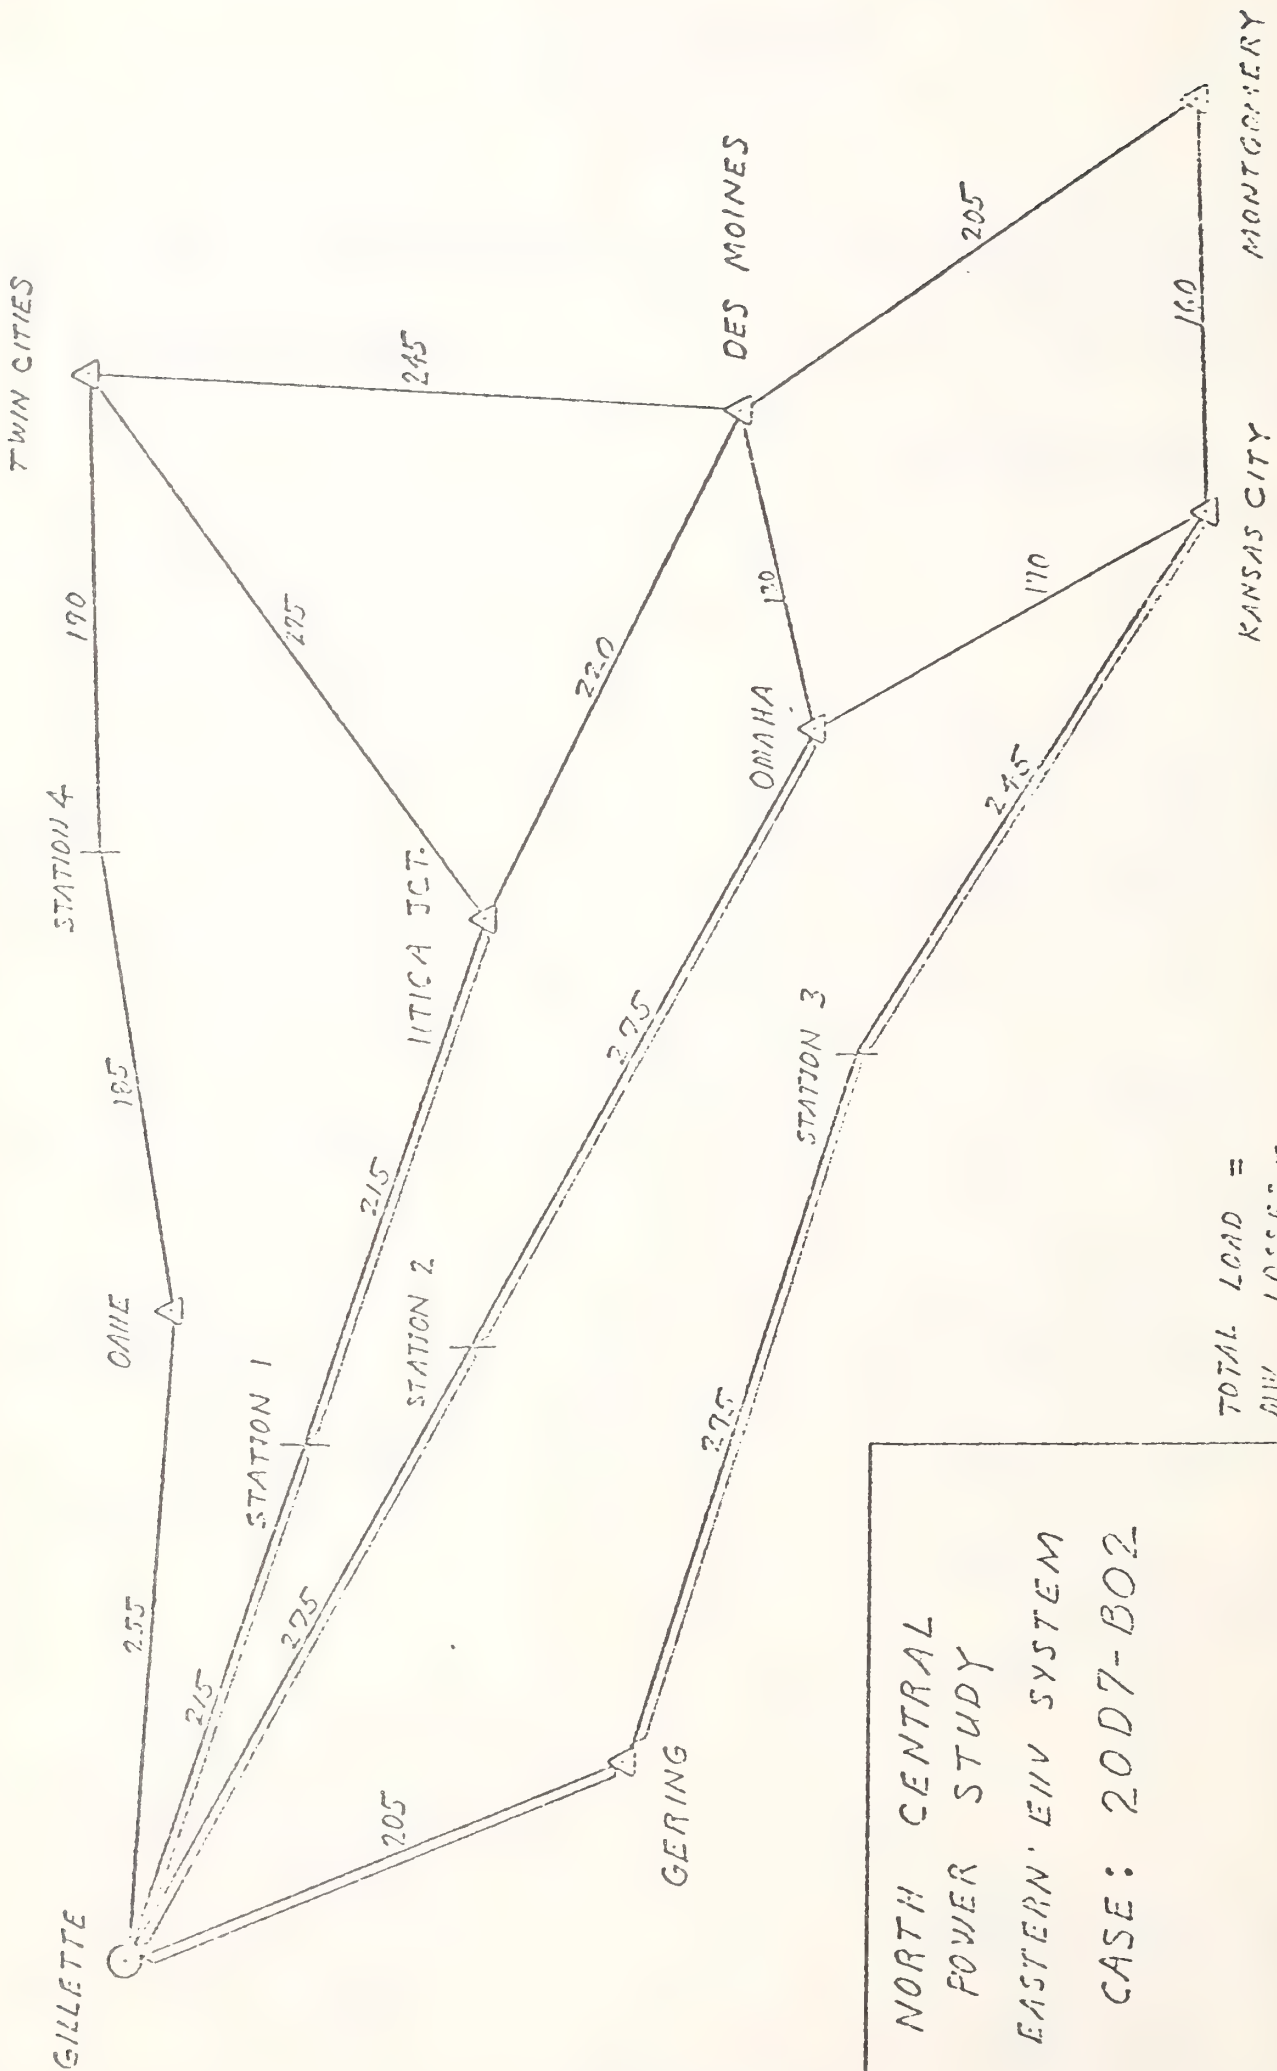 GILLETTE
255
OAHE
185
STATION 4
170
TWIN CITIES
215
STATION 1
215
UTICA JCT.
275
245
220
275
STATION 2
275
OMAHA
DES MOINES
205
GERING
275
STATION 3
245
170
205
160
KANSAS CITY
MONTGOMERY
NORTH CENTRAL
POWER STUDY
EASTERN EHV SYSTEM
CASE: 20D7-B02
TOTAL LOAD =